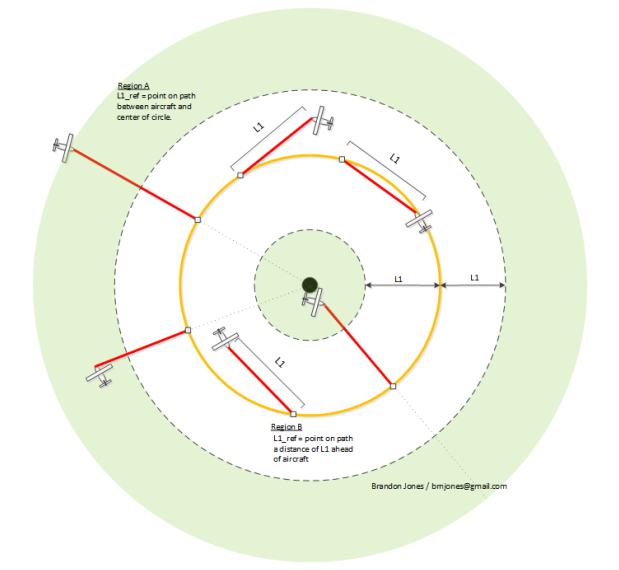 Region A
L1_ref = point on path
between aircraft and
center of circle.
L1
L1
L1
L1
L1
Region B
L1_ref = point on path
a distance of L1 ahead
of aircraft
Brandon Jones / bmjones@gmail.com